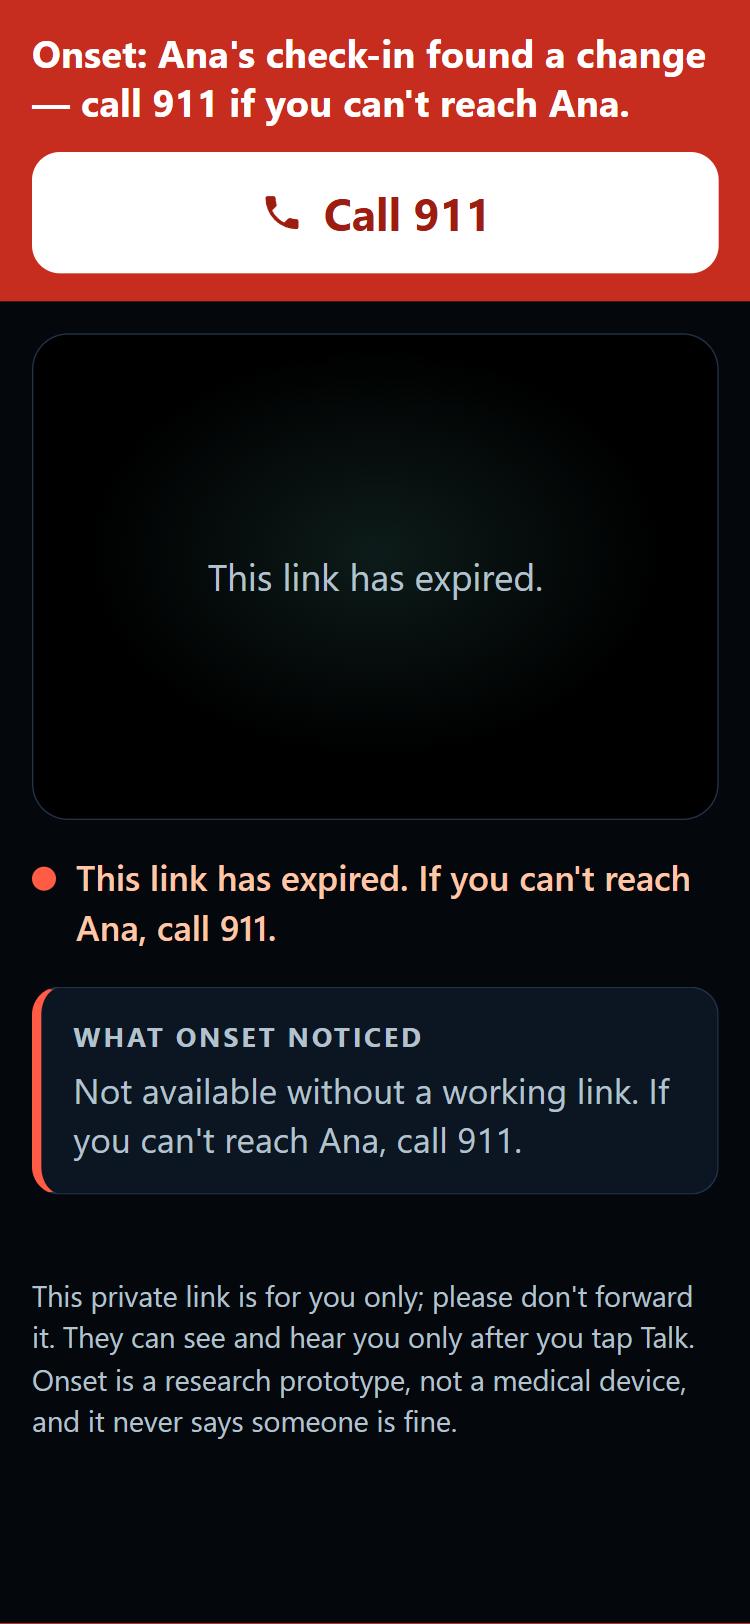 Onset: Ana's check-in found a change
— call 911 if you can't reach Ana.
Call 911
This link has expired.
This link has expired. If you can't reach
Ana, call 911.
WHAT ONSET NOTICED
Not available without a working link. If
you can't reach Ana, call 911.
This private link is for you only; please don't forward
it. They can see and hear you only after you tap Talk.
Onset is a research prototype, not a medical device,
and it never says someone is fine.